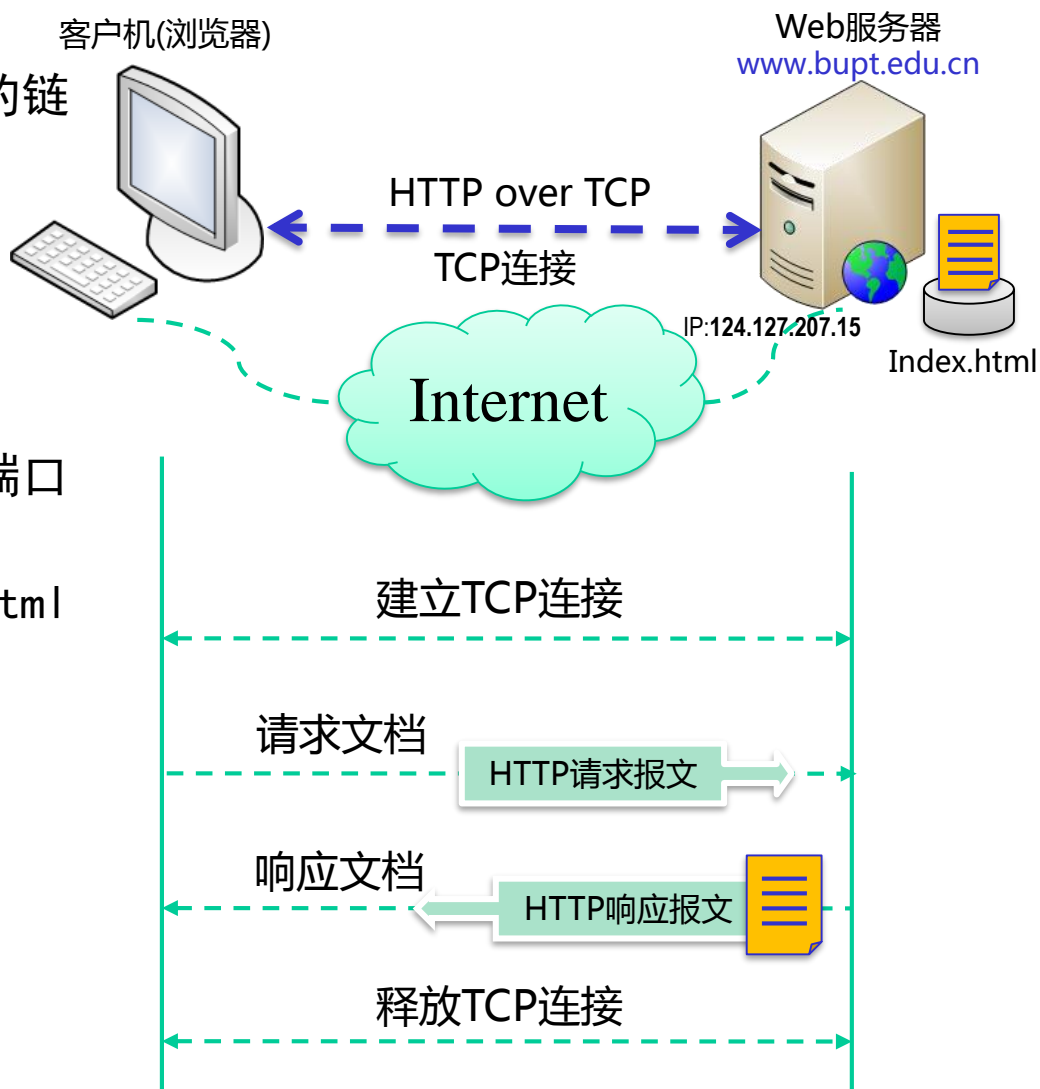 客户机(浏览器)
Web服务器
www.bupt.edu.cn
的链
HTTP over TCP
TCP连接
IP:124.127.207.15
Index.html
Internet
端口
tml
建立TCP连接
请求文档
HTTP请求报文
响应文档
HTTP响应报文
释放TCP连接